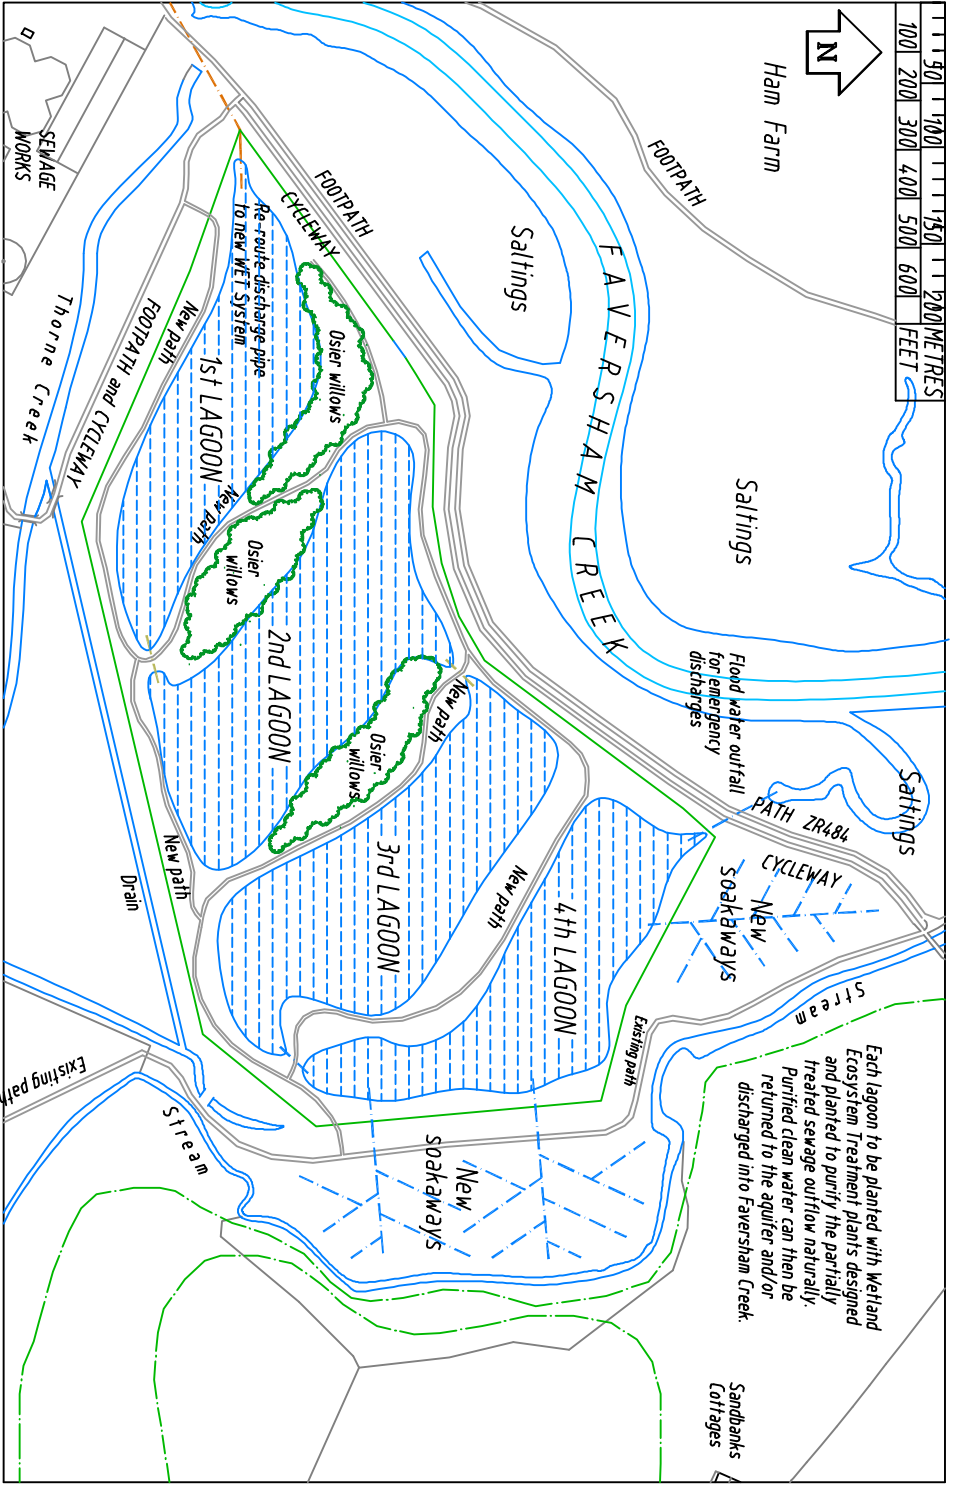 50 100 150 200 METRES
100 200 300 400 500 600 FEET
N
Ham Farm
FOOTPATH
Saltings
FAVERSHAM CREEK
Saltings
Saltings
Flood water outfall
for emergency
discharges
PATH ZR484
CYCLEWAY
FOOTPATH
CYCLEWAY
New
soakaways
Stream
Each lagoon to be planted with Wetland
Ecosystem Treatment plants designed
and planted to purify the partially
treated sewage outflow naturally.
Purified clean water can then be
returned to the aquifer and/or
discharged into Faversham Creek.
Sandbanks
Cottages
Re-route discharge pipe
to new WET System
Osier willows
1st LAGOON
New path
New path
Osier
willows
2nd LAGOON
New path
Osier
willows
3rd LAGOON
New path
4th LAGOON
Existing path
New
soakaways
FOOTPATH and CYCLEWAY
SEWAGE
WORKS
Thorne Creek
New path
Drain
Existing path
Stream